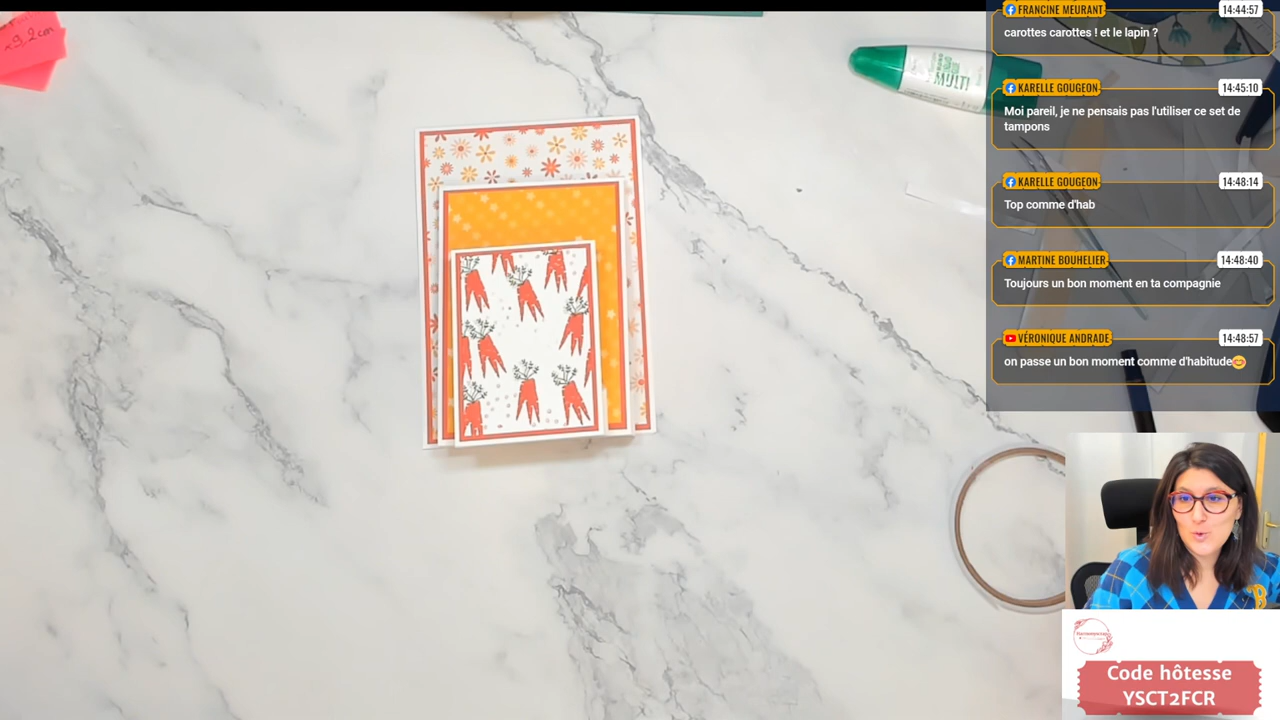 9,2cm
MULTI
FRANCINE MEURANT
14:44:57
carottes carottes ! et le lapin ?
KARELLE GOUGEON
14:45:10
Moi pareil, je ne pensais pas l'utiliser ce set de
tampons
KARELLE GOUGEON
14:48:14
Top comme d'hab
MARTINE BOUHELIER
14:48:40
Toujours un bon moment en ta compagnie
VÉRONIQUE ANDRADE
14:48:57
on passe un bon moment comme d'habitude😊
Code hôtesse
YSCT2FCR